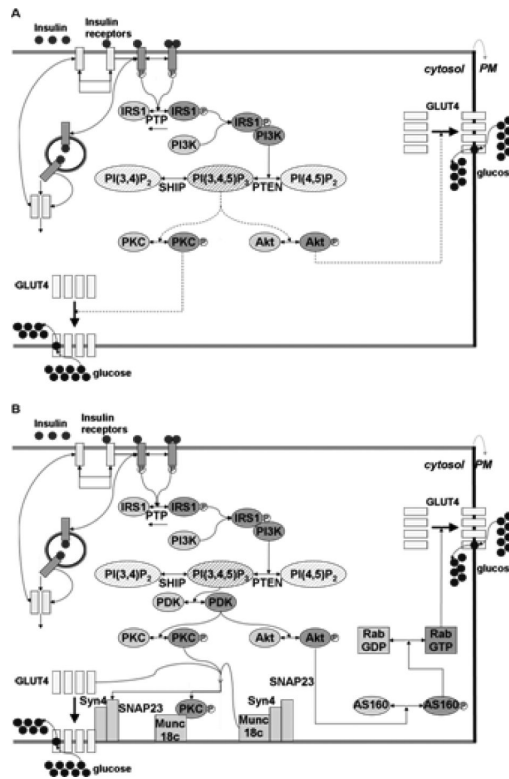 A
Insulin
Insulin
receptors
cytosol PM
GLUT4
IRS1 IRS1 P
PTP
PI3K IRS1 P
PI3K
PI(3,4)P2 PI(3,4,5)P3 PI(4,5)P2
SHIP PTEN
glucose
PKC PKC P Akt Akt P
GLUT4
glucose
B
Insulin
Insulin
receptors
cytosol PM
GLUT4
IRS1 IRS1 P
PTP
PI3K IRS1 P
PI3K
PI(3,4)P2 PI(3,4,5)P3 PI(4,5)P2
SHIP PTEN
glucose
PDK PDK
PKC PKC P Akt Akt P
Rab GDP Rab GTP
GLUT4
Syn4 SNAP23
SNAP23
Syn4
PKC P
Munc 18c
Munc 18c
AS160 AS160 P
glucose